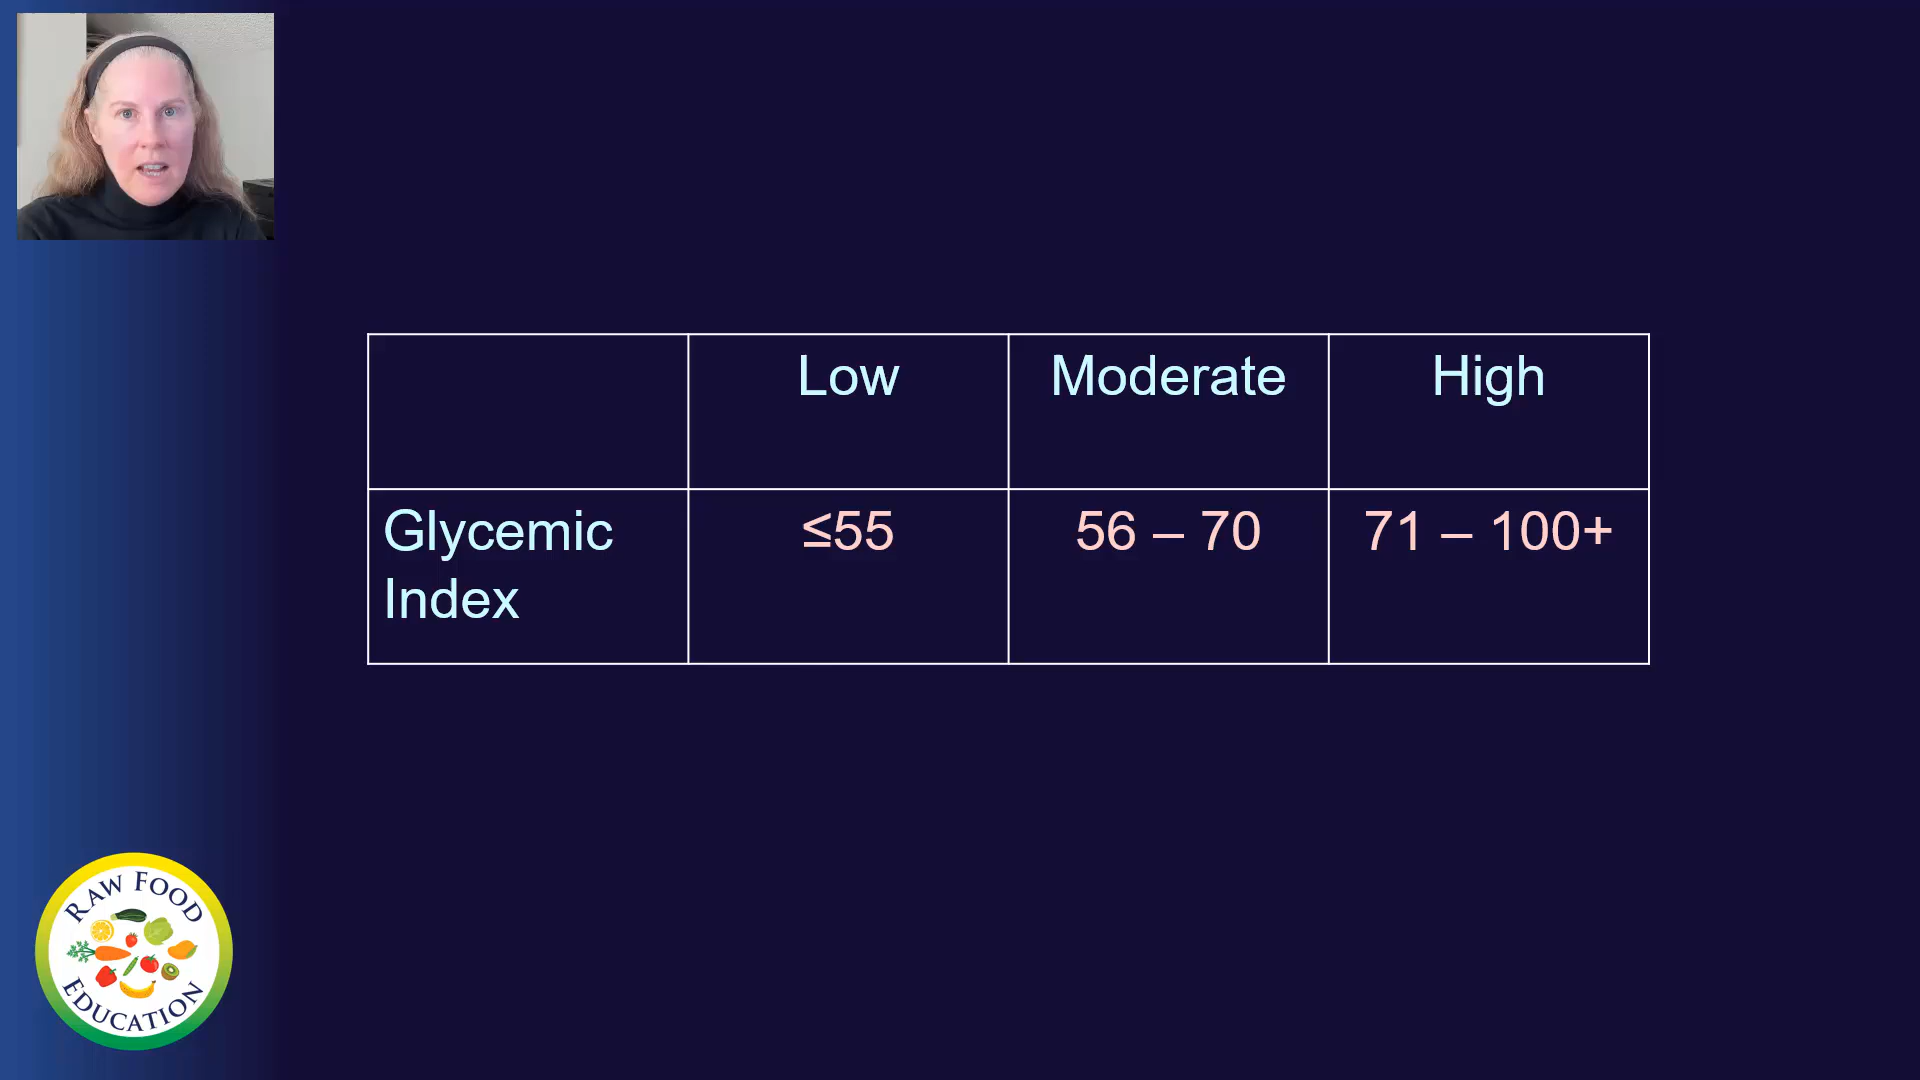 Low Moderate High
Glycemic ≤55 56 – 70 71 – 100+
Index
RAW FOOD
EDUCATION